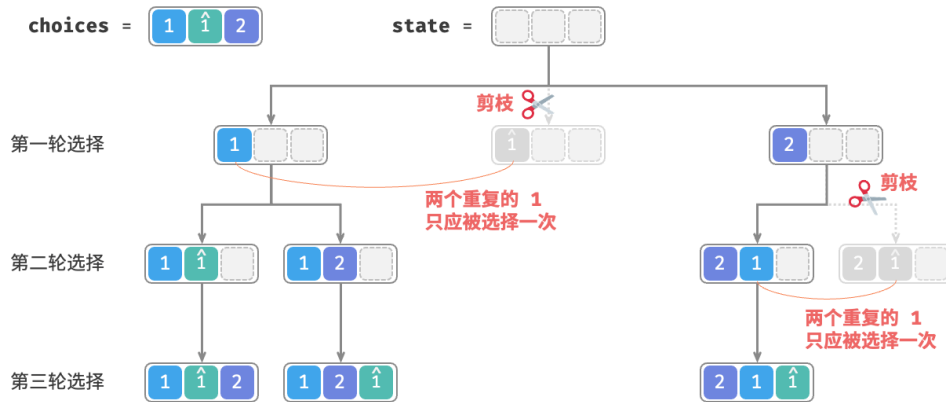 choices = 1 1̂ 2
state =
剪枝
第一轮选择
1
1̂
2
两个重复的 1
只应被选择一次
剪枝
第二轮选择
1 1̂
1 2
2 1
2 1̂
两个重复的 1
只应被选择一次
第三轮选择
1 1̂ 2
1 2 1̂
2 1 1̂